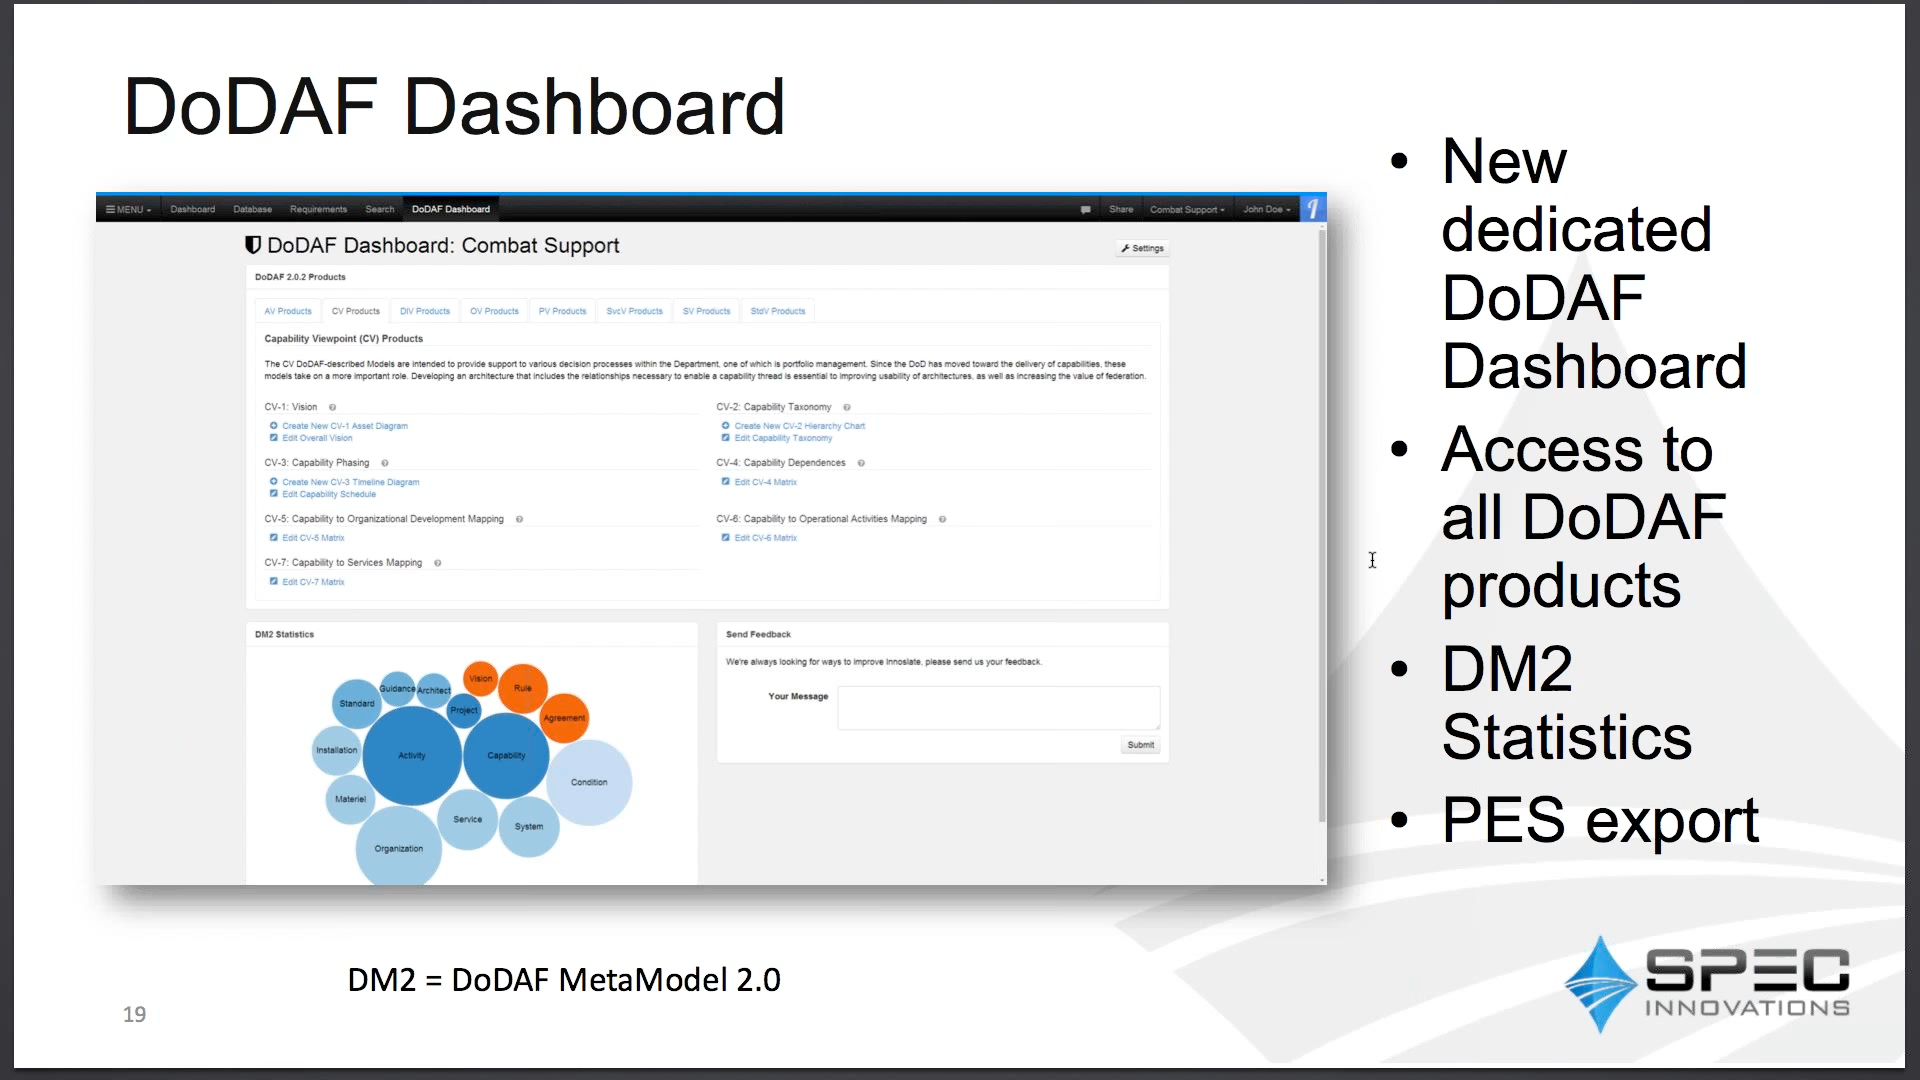 DoDAF Dashboard
MENU Dashboard Database Requirements Search DoDAF Dashboard Share Combat Support John Doe
DoDAF Dashboard: Combat Support
Settings
DoDAF 2.0.2 Products
AV Products CV Products DIV Products OV Products PV Products SvcV Products SV Products StdV Products
Capability Viewpoint (CV) Products
The CV DoDAF-described Models are intended to provide support to various decision processes within the Department, one of which is portfolio management. Since the DoD has moved toward the delivery of capabilities, these
models take on a more important role. Developing an architecture that includes the relationships necessary to enable a capability thread is essential to improving usability of architectures, as well as increasing the value of federation.
CV-1: Vision
Create New CV-1 Asset Diagram
Edit Overall Vision
CV-2: Capability Taxonomy
Create New CV-2 Hierarchy Chart
Edit Capability Taxonomy
CV-3: Capability Phasing
Create New CV-3 Timeline Diagram
Edit Capability Schedule
CV-4: Capability Dependences
Edit CV-4 Matrix
CV-5: Capability to Organizational Development Mapping
Edit CV-5 Matrix
CV-6: Capability to Operational Activities Mapping
Edit CV-6 Matrix
CV-7: Capability to Services Mapping
Edit CV-7 Matrix
DM2 Statistics
Vision
Rule
Guidance
Architect
Standard
Project
Agreement
Installation
Activity
Capability
Condition
Materiel
Service
System
Organization
Send Feedback
We're always looking for ways to improve Innoslate, please send us your feedback.
Your Message
Submit
• New
dedicated
DoDAF
Dashboard
• Access to
all DoDAF
products
• DM2
Statistics
• PES export
DM2 = DoDAF MetaModel 2.0
19
SPEC
INNOVATIONS